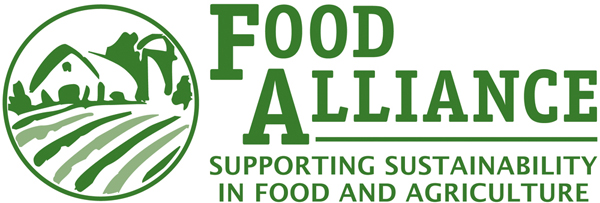 FOOD
ALLIANCE
SUPPORTING SUSTAINABILITY
IN FOOD AND AGRICULTURE